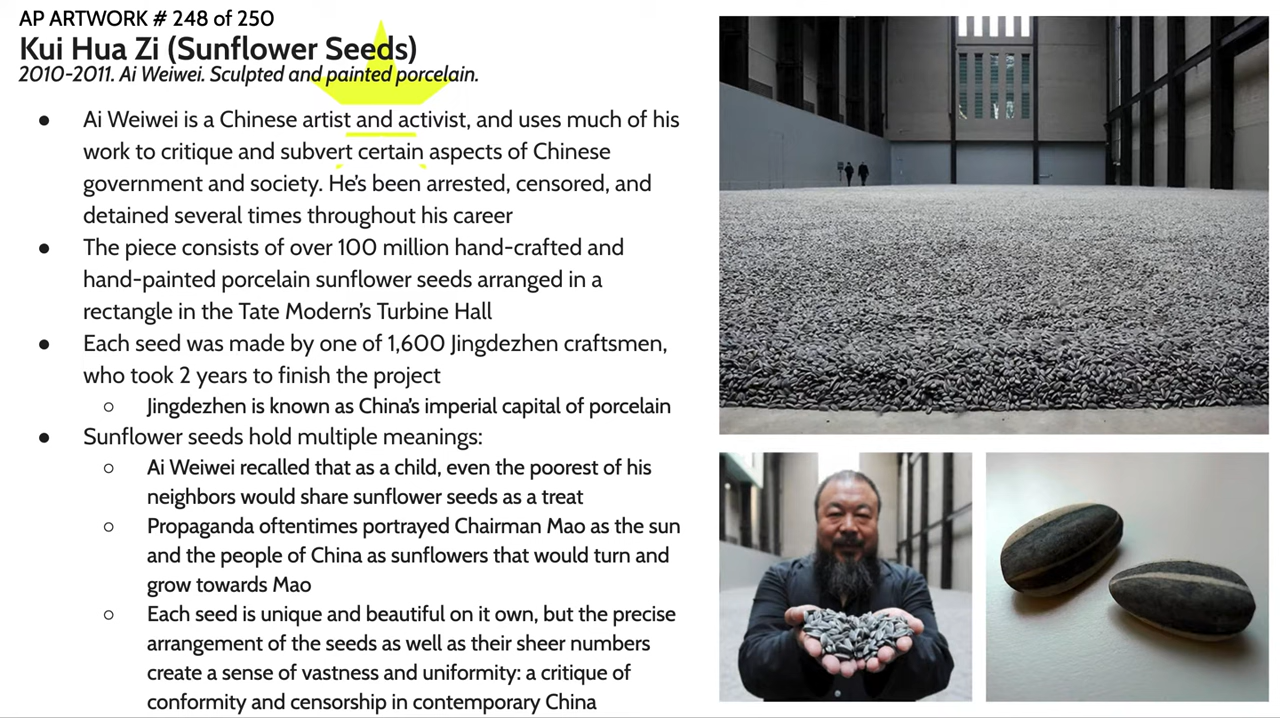 AP ARTWORK # 248 of 250
Kui Hua Zi (Sunflower Seeds)
2010-2011. Ai Weiwei. Sculpted and painted porcelain.
● Ai Weiwei is a Chinese artist and activist, and uses much of his
work to critique and subvert certain aspects of Chinese
government and society. He's been arrested, censored, and
detained several times throughout his career
● The piece consists of over 100 million hand-crafted and
hand-painted porcelain sunflower seeds arranged in a
rectangle in the Tate Modern's Turbine Hall
● Each seed was made by one of 1,600 Jingdezhen craftsmen,
who took 2 years to finish the project
○ Jingdezhen is known as China's imperial capital of porcelain
● Sunflower seeds hold multiple meanings:
○ Ai Weiwei recalled that as a child, even the poorest of his
neighbors would share sunflower seeds as a treat
○ Propaganda oftentimes portrayed Chairman Mao as the sun
and the people of China as sunflowers that would turn and
grow towards Mao
○ Each seed is unique and beautiful on it own, but the precise
arrangement of the seeds as well as their sheer numbers
create a sense of vastness and uniformity: a critique of
conformity and censorship in contemporary China